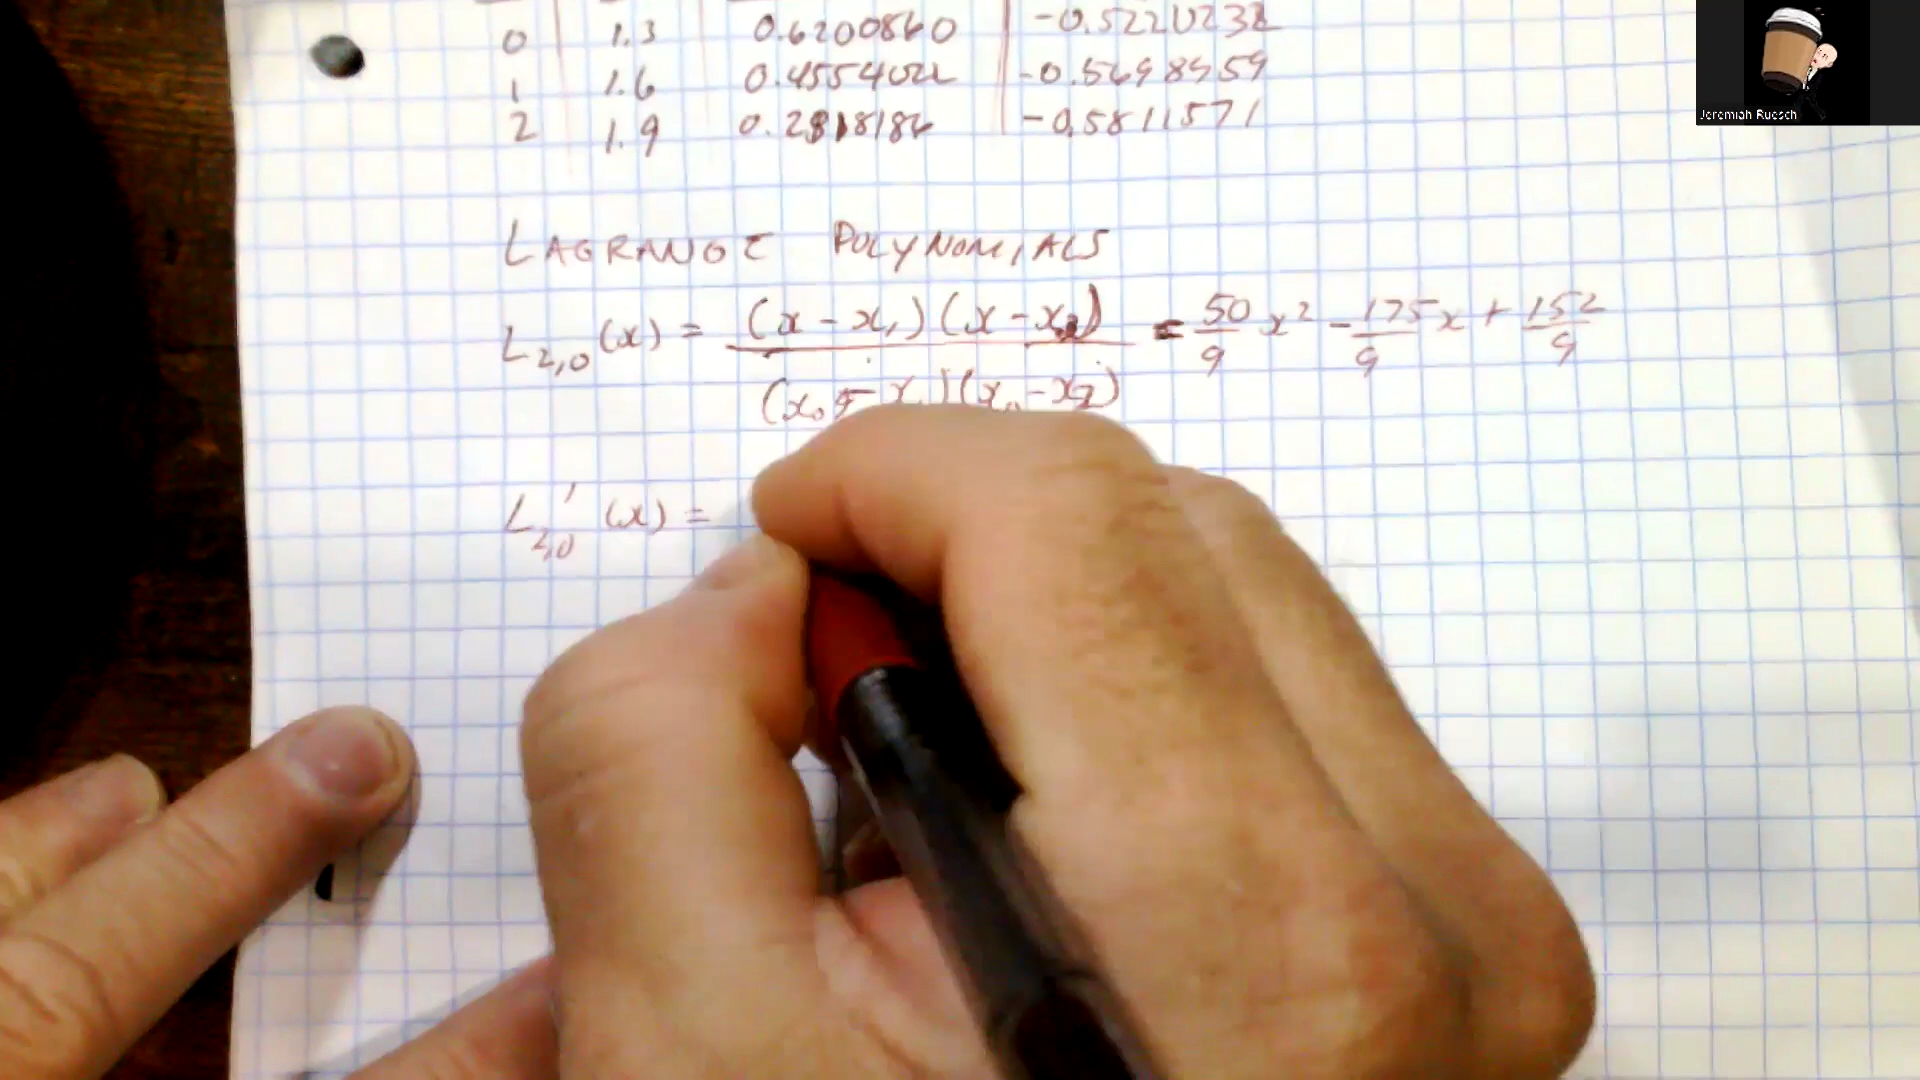 0 1.3 0.6200860 -0.5220232
1 1.6 0.4554022 -0.5698959
2 1.9 0.2818186 -0.5811571
Jeremiah Ruesch
LAGRANGE POLYNOMIALS
L₂,₀(x) = (x - x₁)(x - x₂) / (x₀ - x₁)(x₀ - x₂) = 50/9 x² - 175/9 x + 152/9
L'₂,₀(x) =